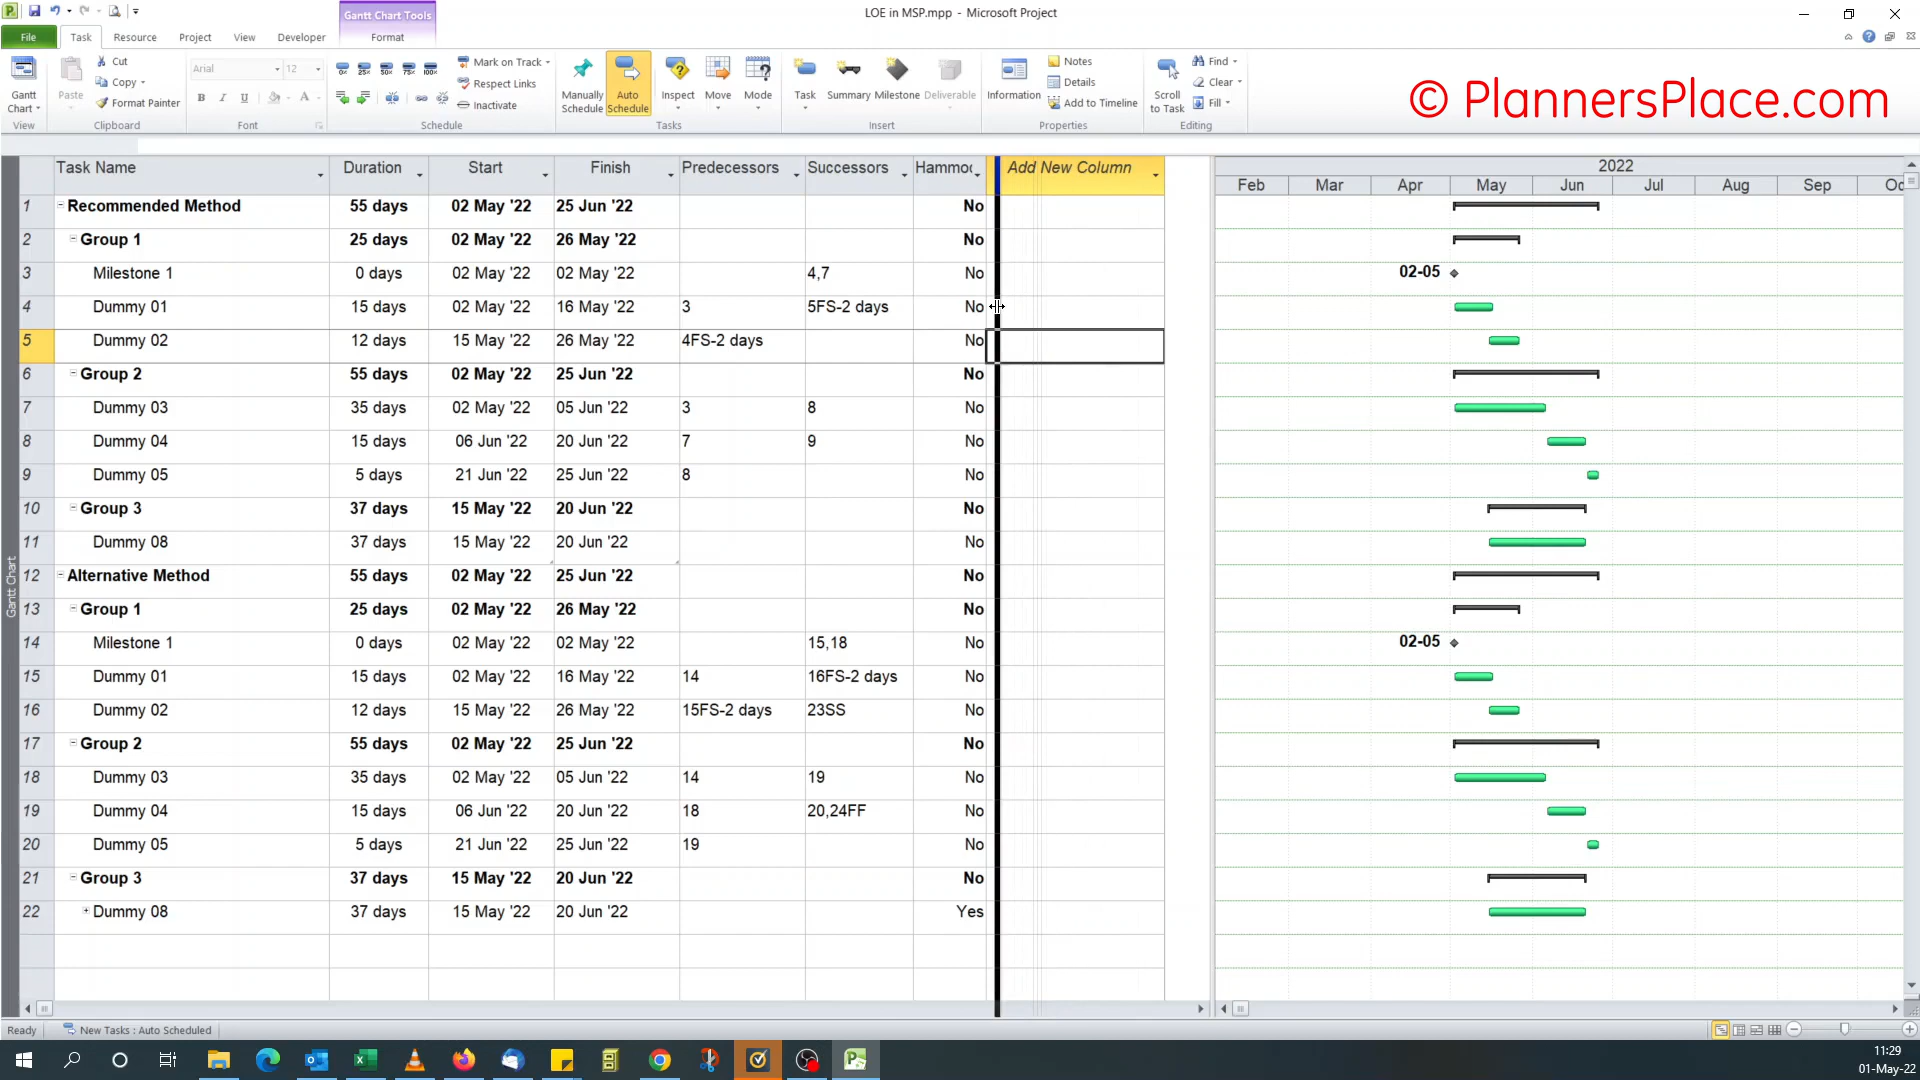 LOE in MSP.mpp - Microsoft Project
Gantt Chart Tools
File Task Resource Project View Developer Format
Gantt Chart
View
Paste
Cut
Copy
Format Painter
Clipboard
Arial 12
B I U A
Font
0% 25% 50% 75% 100%
Mark on Track
Respect Links
Inactivate
Schedule
Manually Schedule
Auto Schedule
Inspect
Move
Mode
Tasks
Task
Summary
Milestone
Deliverable
Insert
Information
Notes
Details
Add to Timeline
Properties
Scroll to Task
Find
Clear
Fill
Editing
© PlannersPlace.com
Task Name Duration Start Finish Predecessors Successors Hammoc Add New Column
2022
Feb Mar Apr May Jun Jul Aug Sep Oc
1 Recommended Method 55 days 02 May '22 25 Jun '22 No
2 Group 1 25 days 02 May '22 26 May '22 No
3 Milestone 1 0 days 02 May '22 02 May '22 4,7 No 02-05
4 Dummy 01 15 days 02 May '22 16 May '22 3 5FS-2 days No
5 Dummy 02 12 days 15 May '22 26 May '22 4FS-2 days No
6 Group 2 55 days 02 May '22 25 Jun '22 No
7 Dummy 03 35 days 02 May '22 05 Jun '22 3 8 No
8 Dummy 04 15 days 06 Jun '22 20 Jun '22 7 9 No
9 Dummy 05 5 days 21 Jun '22 25 Jun '22 8 No
10 Group 3 37 days 15 May '22 20 Jun '22 No
11 Dummy 08 37 days 15 May '22 20 Jun '22 No
12 Alternative Method 55 days 02 May '22 25 Jun '22 No
13 Group 1 25 days 02 May '22 26 May '22 No
14 Milestone 1 0 days 02 May '22 02 May '22 15,18 No 02-05
15 Dummy 01 15 days 02 May '22 16 May '22 14 16FS-2 days No
16 Dummy 02 12 days 15 May '22 26 May '22 15FS-2 days 23SS No
17 Group 2 55 days 02 May '22 25 Jun '22 No
18 Dummy 03 35 days 02 May '22 05 Jun '22 14 19 No
19 Dummy 04 15 days 06 Jun '22 20 Jun '22 18 20,24FF No
20 Dummy 05 5 days 21 Jun '22 25 Jun '22 19 No
21 Group 3 37 days 15 May '22 20 Jun '22 No
22 Dummy 08 37 days 15 May '22 20 Jun '22 Yes
Gantt Chart
Ready New Tasks : Auto Scheduled
11:29
01-May-22